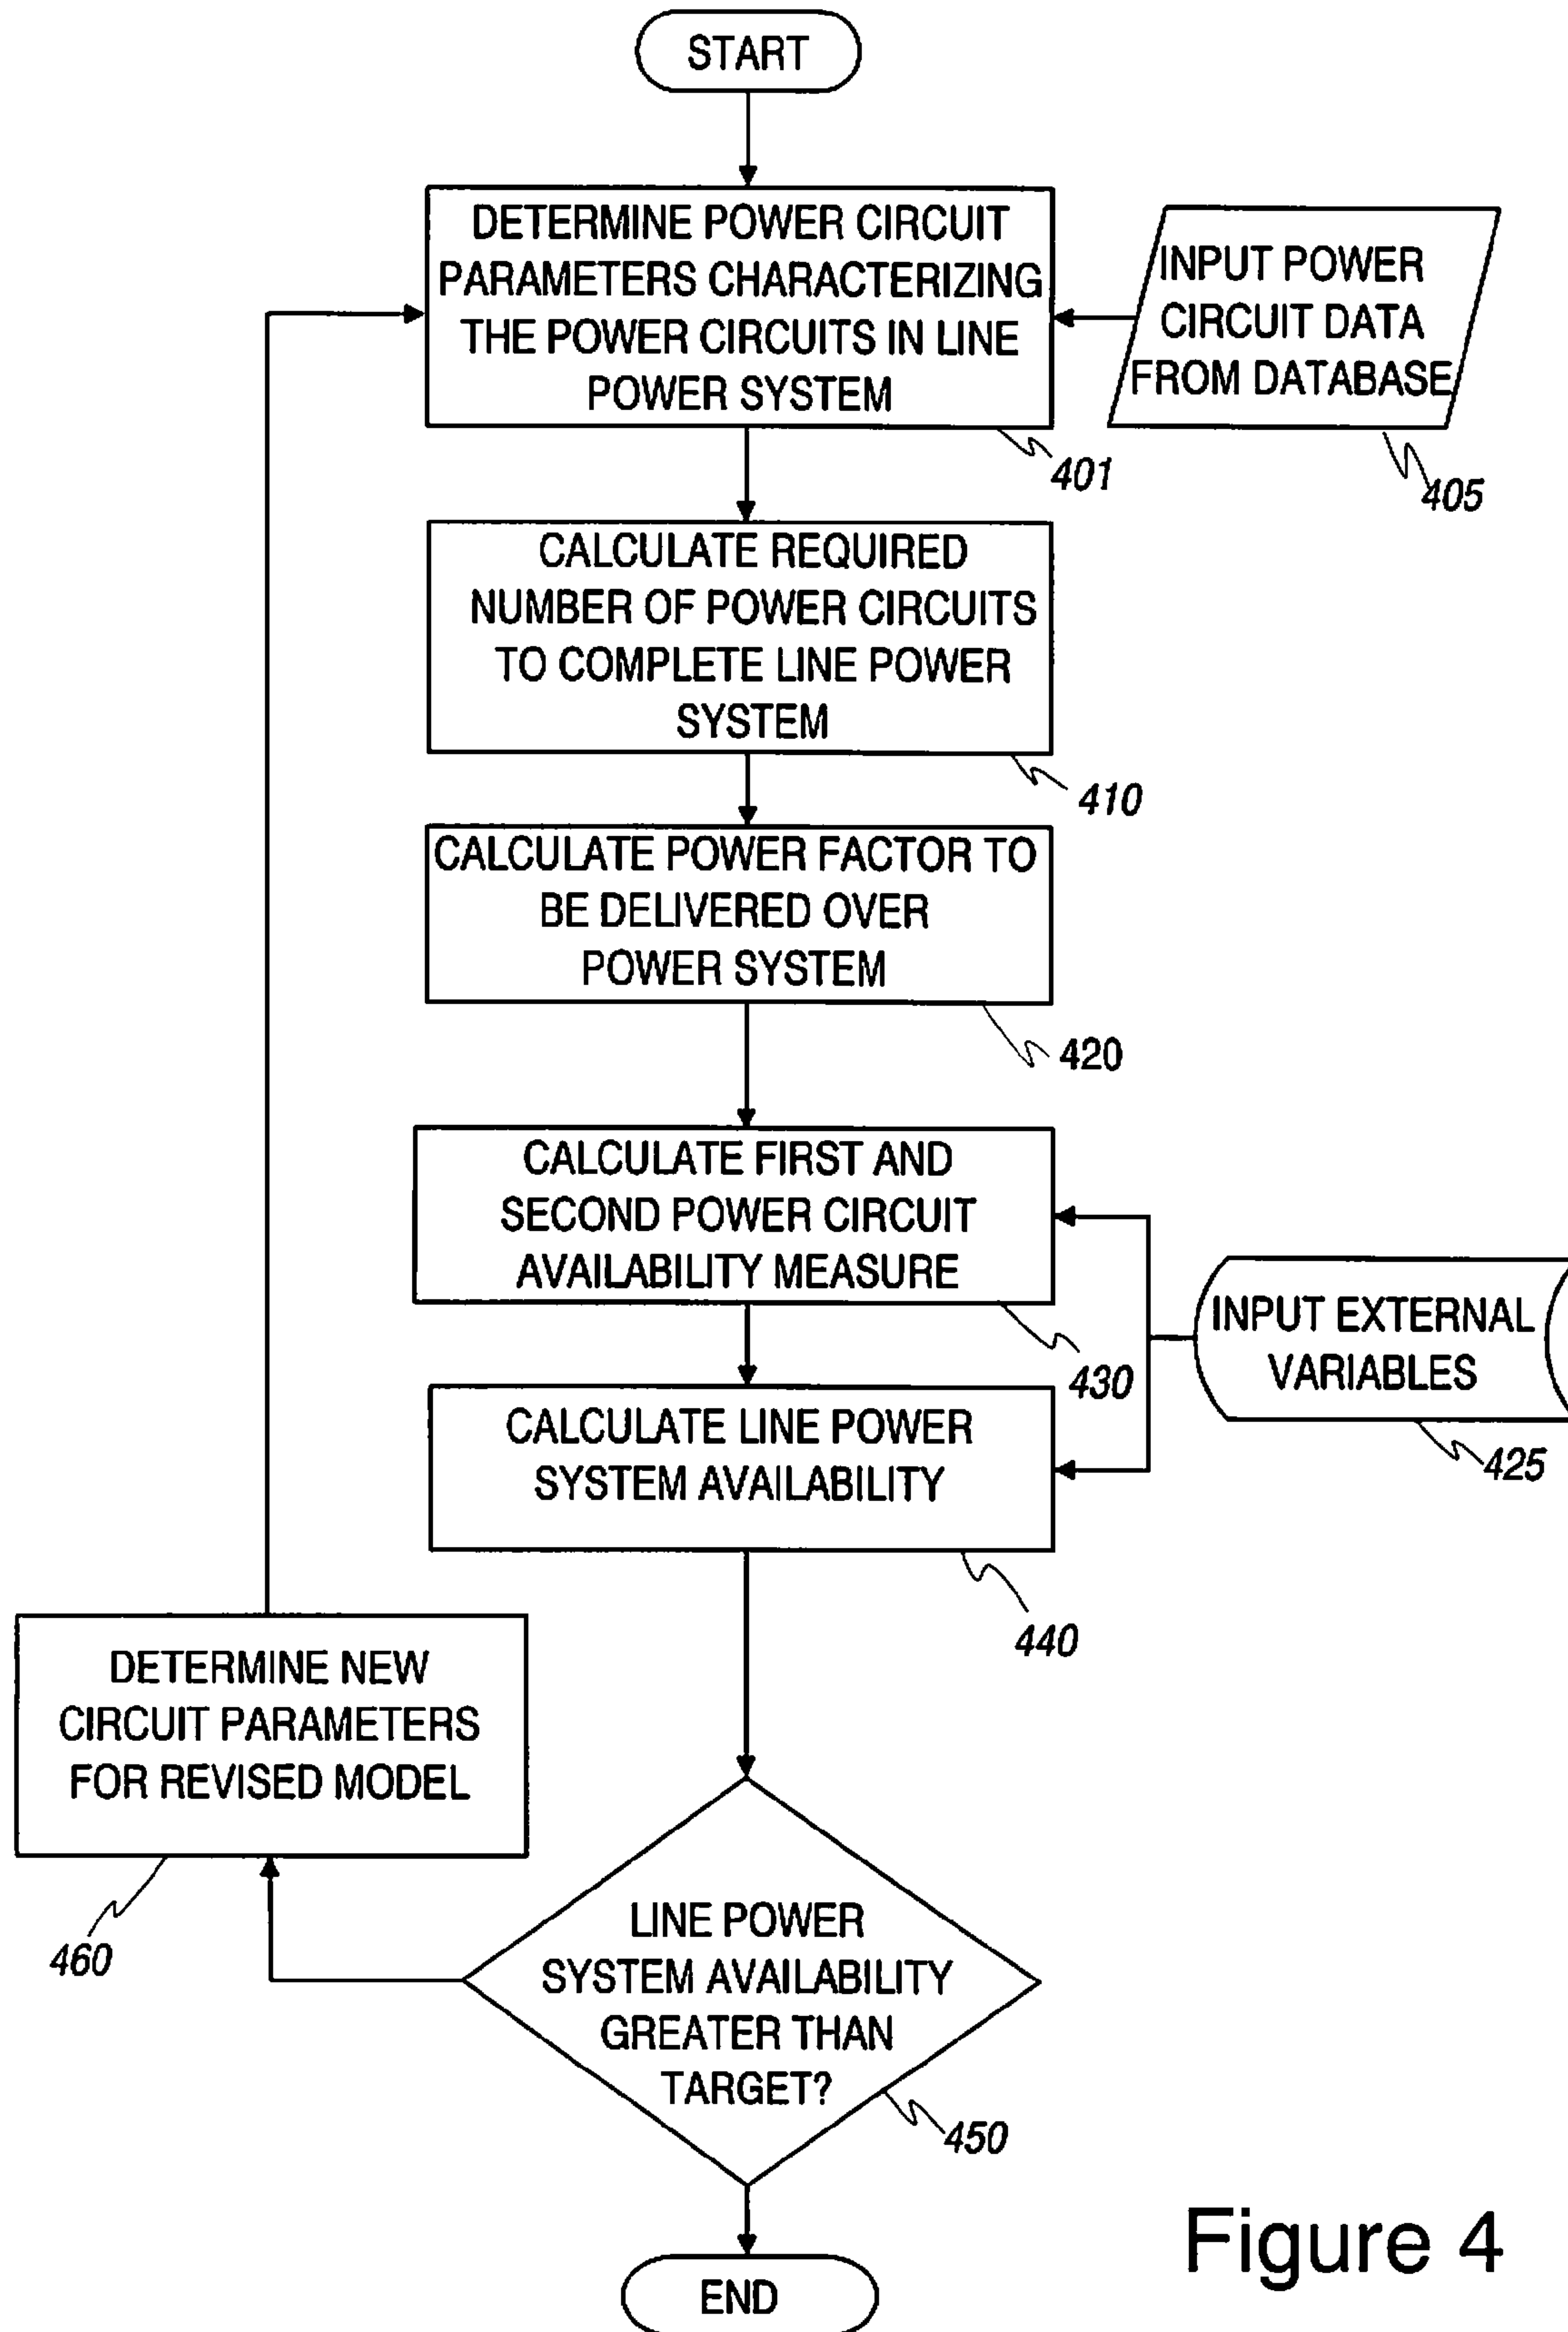 START
DETERMINE POWER CIRCUIT
PARAMETERS CHARACTERIZING
THE POWER CIRCUITS IN LINE
POWER SYSTEM
401
INPUT POWER
CIRCUIT DATA
FROM DATABASE
405
CALCULATE REQUIRED
NUMBER OF POWER CIRCUITS
TO COMPLETE LINE POWER
SYSTEM
410
CALCULATE POWER FACTOR TO
BE DELIVERED OVER
POWER SYSTEM
420
CALCULATE FIRST AND
SECOND POWER CIRCUIT
AVAILABILITY MEASURE
430
INPUT EXTERNAL
VARIABLES
425
CALCULATE LINE POWER
SYSTEM AVAILABILITY
440
DETERMINE NEW
CIRCUIT PARAMETERS
FOR REVISED MODEL
460
LINE POWER
SYSTEM AVAILABILITY
GREATER THAN
TARGET?
450
END
Figure 4